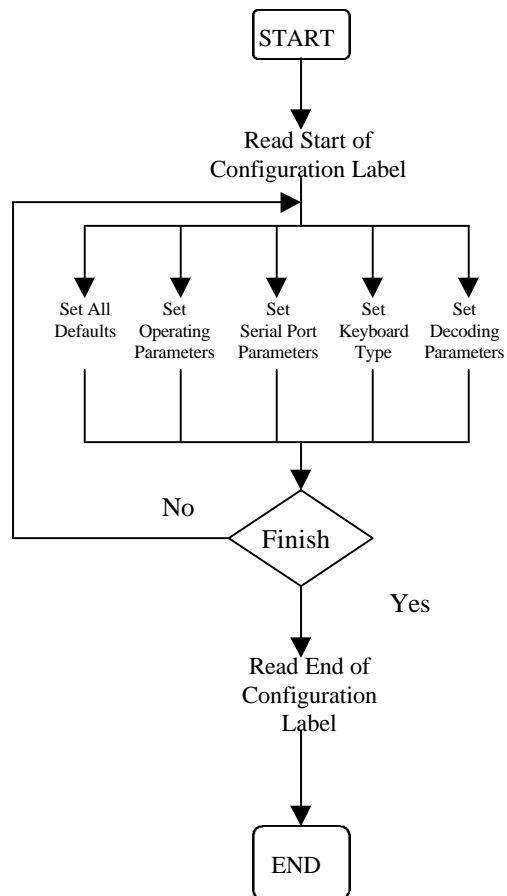 START
Read Start of
Configuration Label
Set All
Defaults
Set
Operating
Parameters
Set
Serial Port
Parameters
Set
Keyboard
Type
Set
Decoding
Parameters
No
Finish
Yes
Read End of
Configuration
Label
END